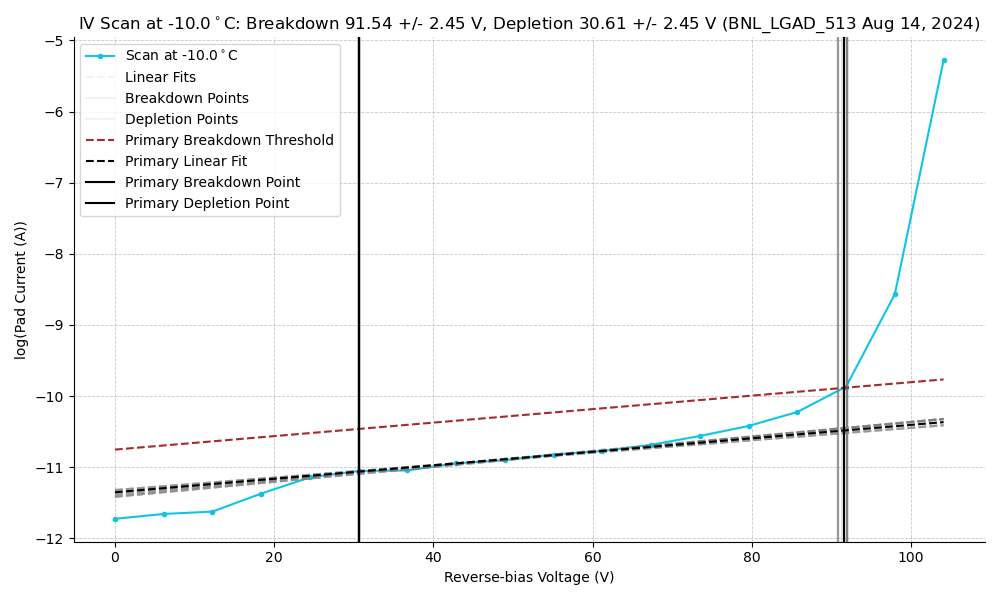 IV Scan at -10.0°C: Breakdown 91.54 +/- 2.45 V, Depletion 30.61 +/- 2.45 V (BNL_LGAD_513 Aug 14, 2024)
Scan at -10.0°C
Linear Fits
Breakdown Points
Depletion Points
Primary Breakdown Threshold
Primary Linear Fit
Primary Breakdown Point
Primary Depletion Point
log(Pad Current (A))
−5
−6
−7
−8
−9
−10
−11
−12
0 20 40 60 80 100
Reverse-bias Voltage (V)